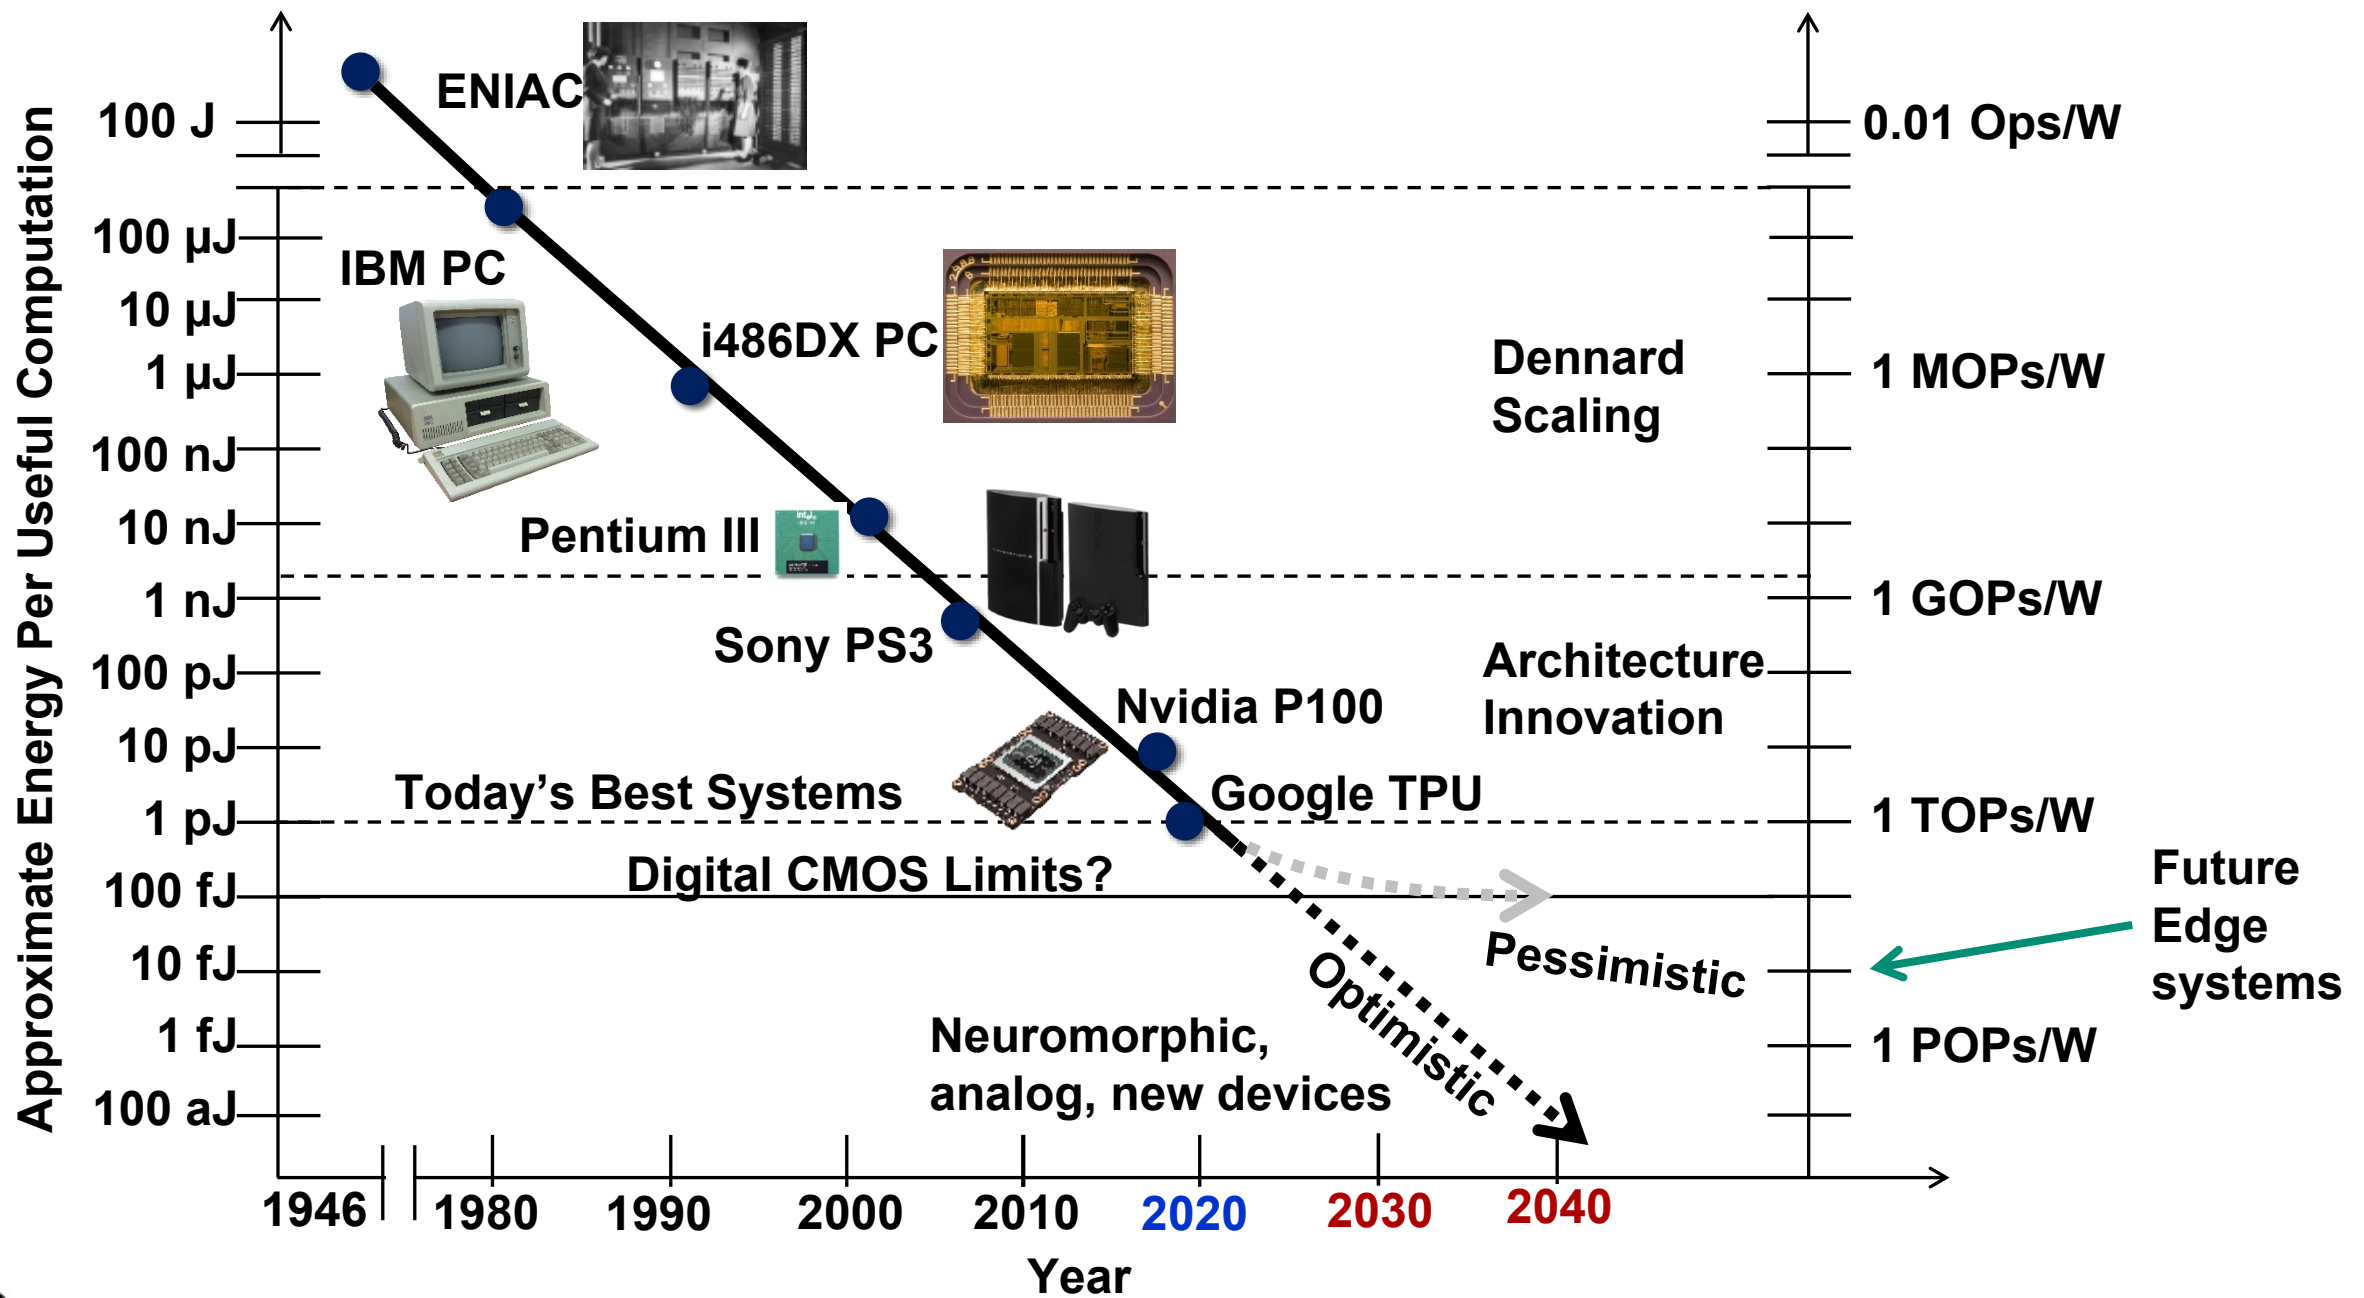 Approximate Energy Per Useful Computation
100 J
100 µJ
10 µJ
1 µJ
100 nJ
10 nJ
1 nJ
100 pJ
10 pJ
1 pJ
100 fJ
10 fJ
1 fJ
100 aJ
ENIAC
IBM PC
i486DX PC
Pentium III
intel
Sony PS3
Nvidia P100
Today's Best Systems
Google TPU
Digital CMOS Limits?
Dennard
Scaling
Architecture
Innovation
Pessimistic
Optimistic
Neuromorphic,
analog, new devices
0.01 Ops/W
1 MOPs/W
1 GOPs/W
1 TOPs/W
1 POPs/W
Future
Edge
systems
1946
1980
1990
2000
2010
2020
2030
2040
Year